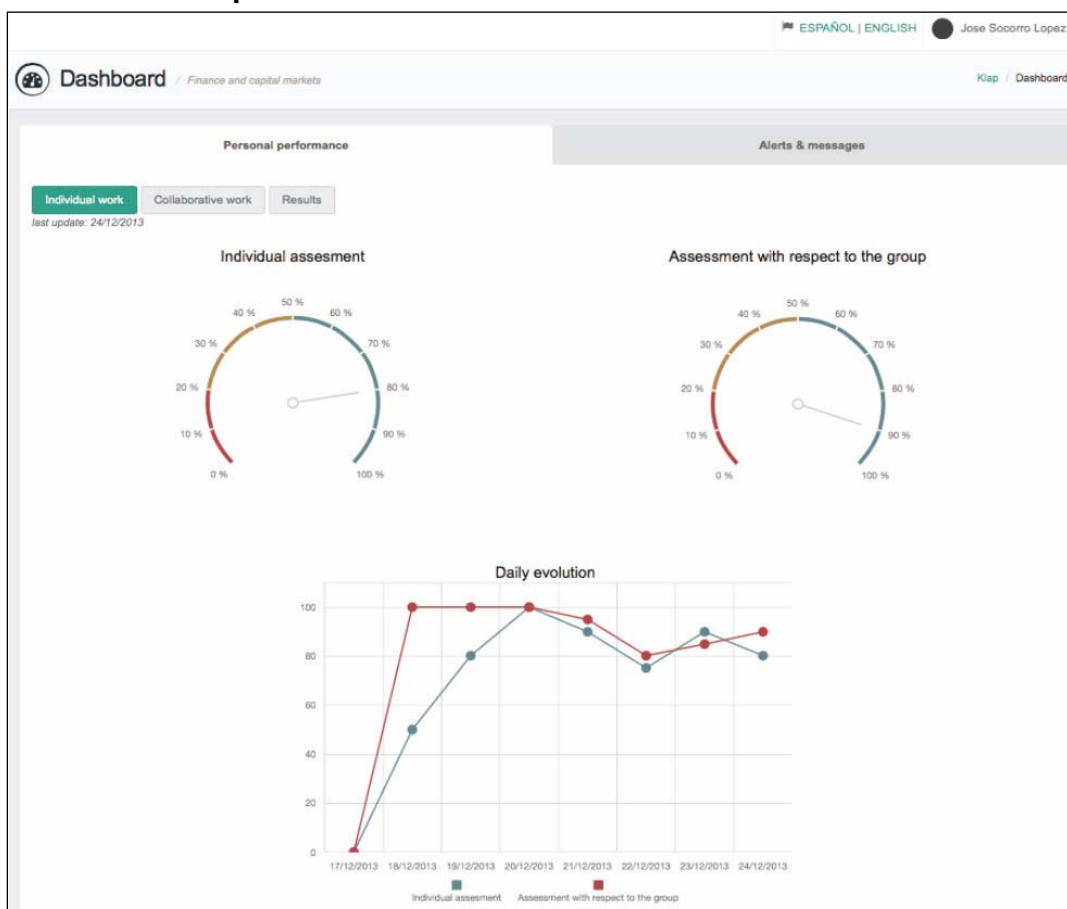 ESPAÑOL | ENGLISH Jose Socorro Lopez
Dashboard / Finance and capital markets Klap / Dashboard
Personal performance Alerts & messages
Individual work Collaborative work Results
last update: 24/12/2013
Individual assesment
50 %
40 % 60 %
30 % 70 %
20 % 80 %
10 % 90 %
0 % 100 %
Assessment with respect to the group
50 %
40 % 60 %
30 % 70 %
20 % 80 %
10 % 90 %
0 % 100 %
Daily evolution
100
80
60
40
20
0
17/12/2013 18/12/2013 19/12/2013 20/12/2013 21/12/2013 22/12/2013 23/12/2013 24/12/2013
Individual assesment Assessment with respect to the group